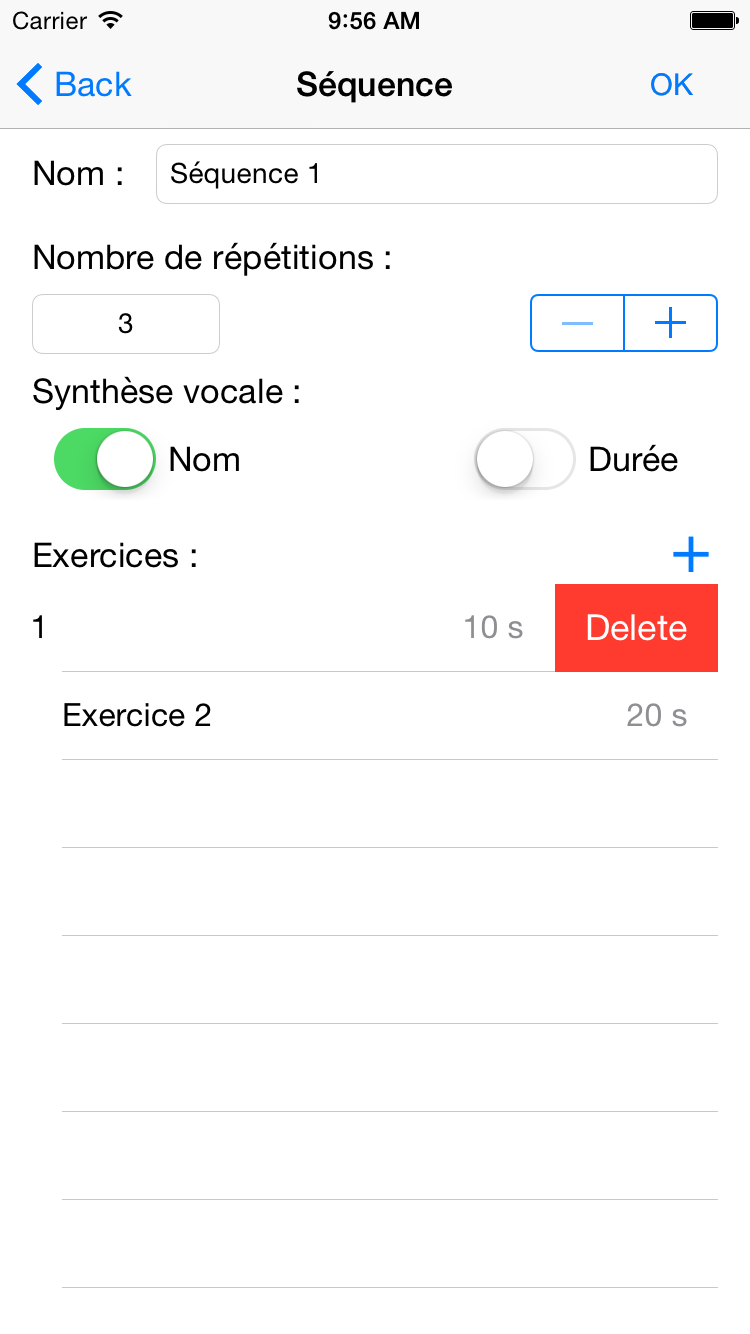 Carrier 9:56 AM
Back Séquence OK
Nom : Séquence 1
Nombre de répétitions :
3
Synthèse vocale :
Nom Durée
Exercices :
1 10 s Delete
Exercice 2 20 s